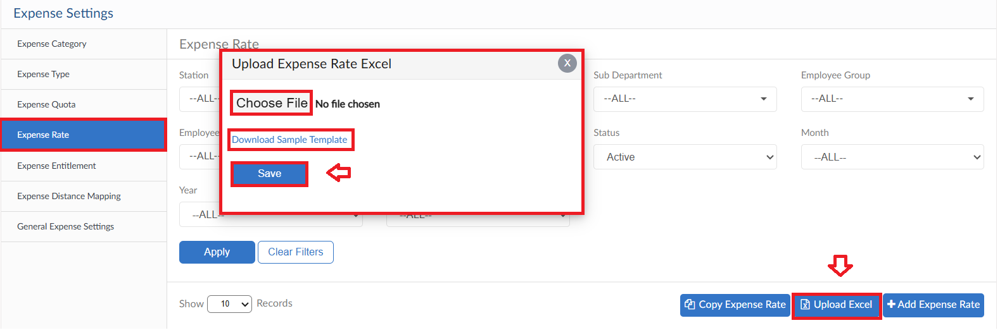 Expense Settings
Expense Category
Expense Type
Expense Quota
Expense Rate
Expense Entitlement
Expense Distance Mapping
General Expense Settings
Expense Rate
Upload Expense Rate Excel
X
Choose File No file chosen
Download Sample Template
Save
Station
--ALL--
Sub Department
--ALL--
Employee Group
--ALL--
Employee
--ALL--
Status
Active
Month
--ALL--
Year
--ALL--
--ALL--
Apply
Clear Filters
Show 10 Records
Copy Expense Rate
Upload Excel
+ Add Expense Rate